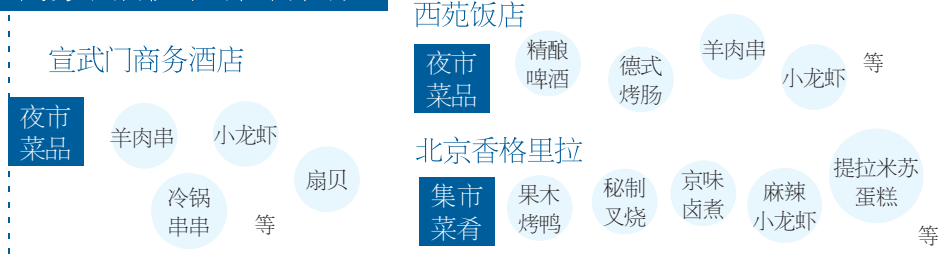 宣武门商务酒店
夜市
菜品
羊肉串
小龙虾
冷锅
串串
扇贝
等
西苑饭店
夜市
菜品
精酿
啤酒
德式
烤肠
羊肉串
小龙虾
等
北京香格里拉
集市
菜肴
果木
烤鸭
秘制
叉烧
京味
卤煮
麻辣
小龙虾
提拉米苏
蛋糕
等